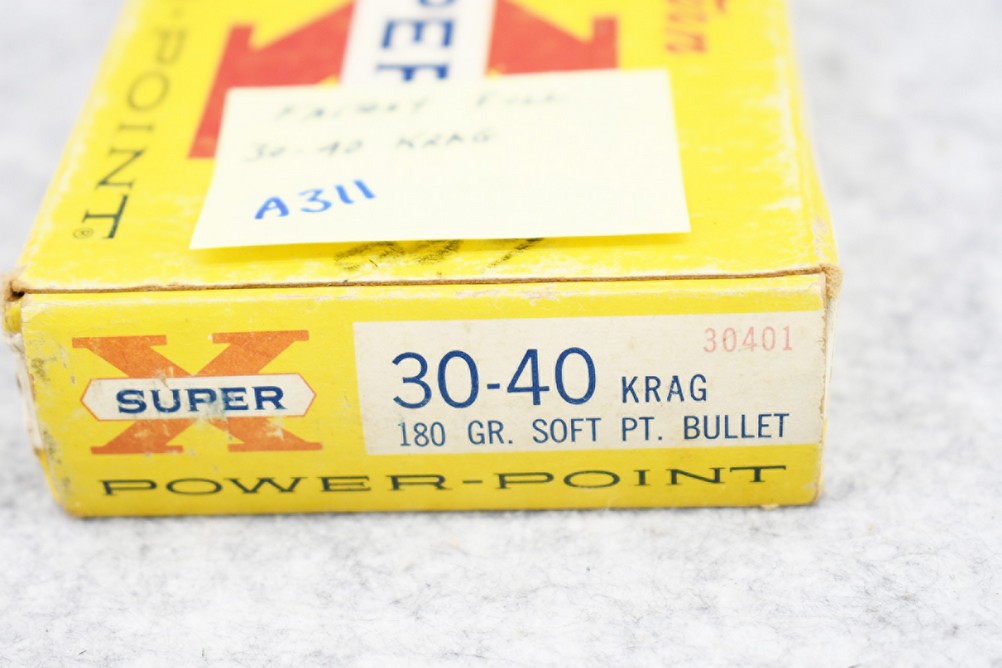 -POINT®
PER
FACTORY FULL
30-40 KRAG
A311
SUPER
X
30-40 KRAG
30401
180 GR. SOFT PT. BULLET
POWER-POINT